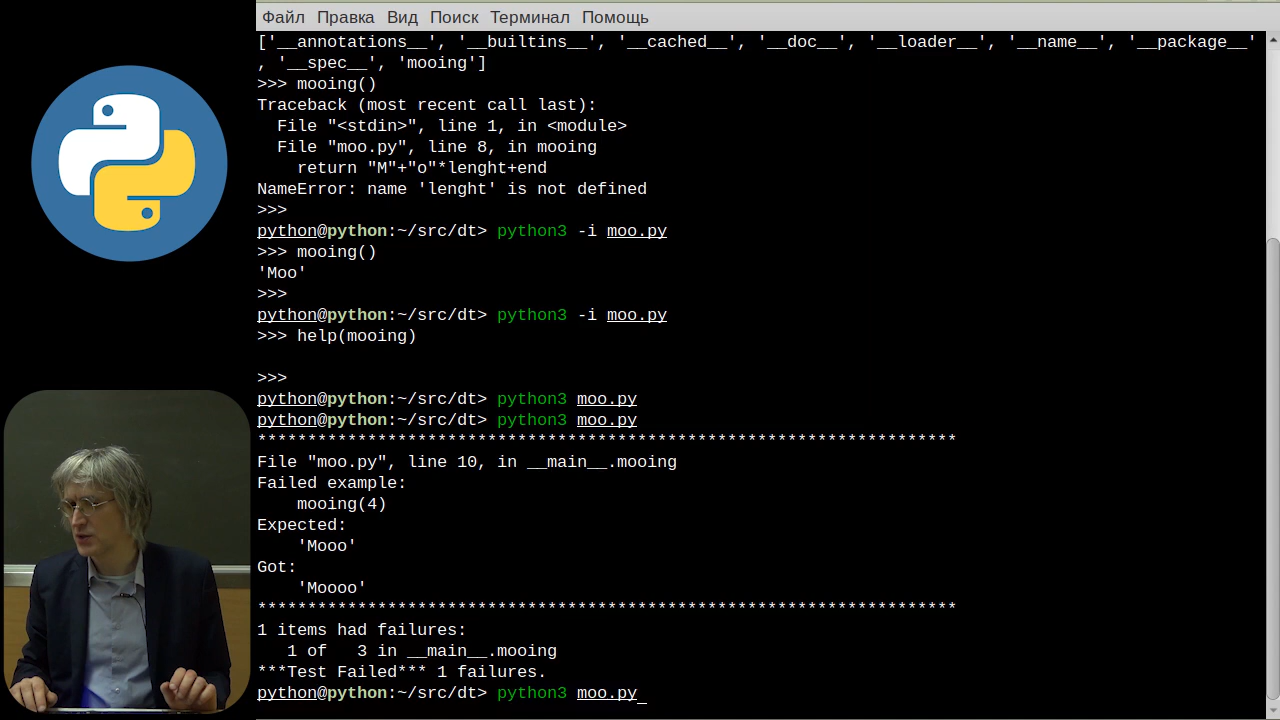 Файл Правка Вид Поиск Терминал Помощь
['__annotations__', '__builtins__', '__cached__', '__doc__', '__loader__', '__name__', '__package__'
, '__spec__', 'mooing']
>>> mooing()
Traceback (most recent call last):
  File "<stdin>", line 1, in <module>
  File "moo.py", line 8, in mooing
    return "M"+"o"*lenght+end
NameError: name 'lenght' is not defined
>>>
python@python:~/src/dt> python3 -i moo.py
>>> mooing()
'Moo'
>>>
python@python:~/src/dt> python3 -i moo.py
>>> help(mooing)
>>>
python@python:~/src/dt> python3 moo.py
python@python:~/src/dt> python3 moo.py
**********************************************************************
File "moo.py", line 10, in __main__.mooing
Failed example:
    mooing(4)
Expected:
    'Mooo'
Got:
    'Moooo'
**********************************************************************
1 items had failures:
   1 of   3 in __main__.mooing
***Test Failed*** 1 failures.
python@python:~/src/dt> python3 moo.py_